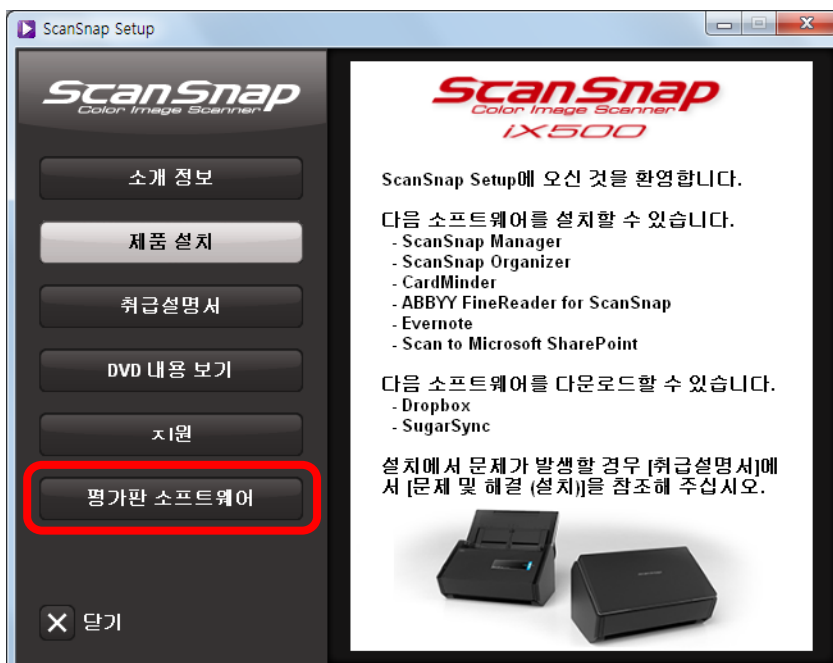 ScanSnap Setup
ScanSnap
Color Image Scanner
소개 정보
제품 설치
취급설명서
DVD 내용 보기
지원
평가판 소프트웨어
닫기
ScanSnap
Color Image Scanner
iX500
ScanSnap Setup에 오신 것을 환영합니다.
다음 소프트웨어를 설치할 수 있습니다.
- ScanSnap Manager
- ScanSnap Organizer
- CardMinder
- ABBYY FineReader for ScanSnap
- Evernote
- Scan to Microsoft SharePoint
다음 소프트웨어를 다운로드할 수 있습니다.
- Dropbox
- SugarSync
설치에서 문제가 발생할 경우 [취급설명서]에
서 [문제 및 해결 (설치)]을 참조해 주십시오.